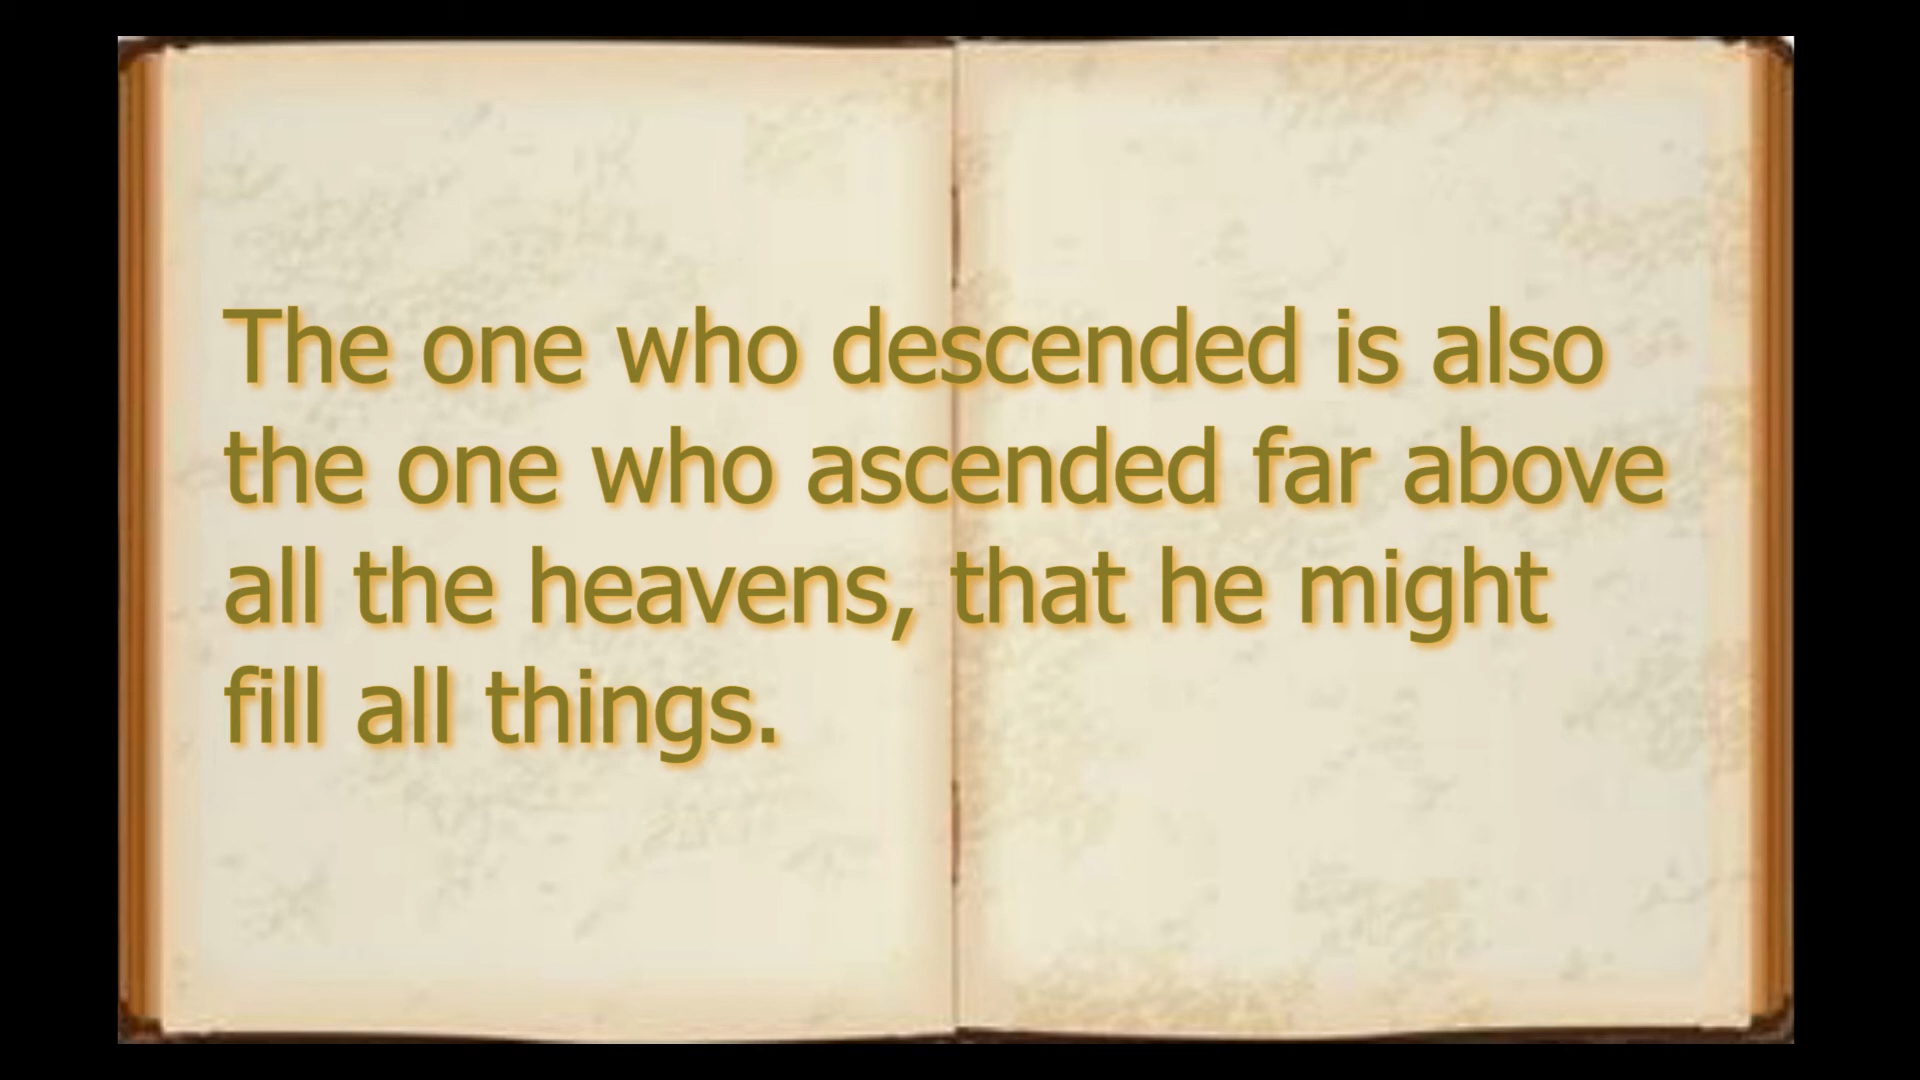 The one who descended is also
the one who ascended far above
all the heavens, that he might
fill all things.